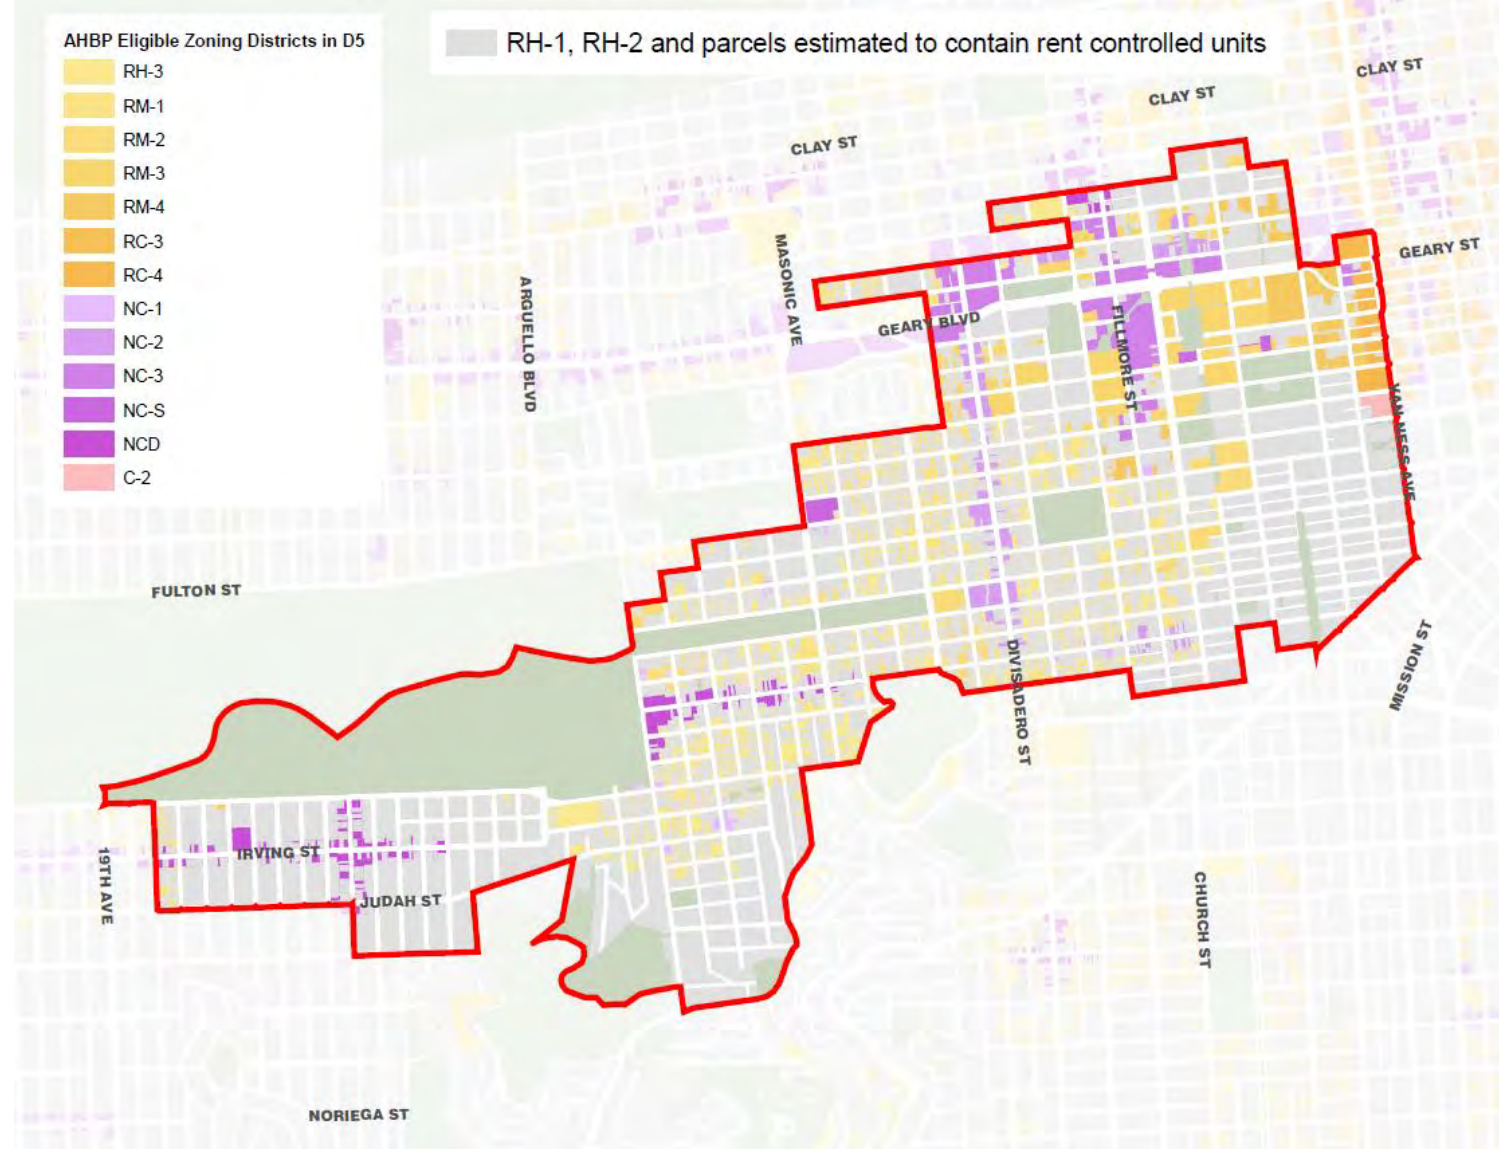 AHBP Eligible Zoning Districts in D5
RH-3
RM-1
RM-2
RM-3
RM-4
RC-3
RC-4
NC-1
NC-2
NC-3
NC-S
NCD
C-2
RH-1, RH-2 and parcels estimated to contain rent controlled units
CLAY ST
CLAY ST
CLAY ST
MASONIC AVE
ARGUELLO BLVD
GEARY ST
GEARY BLVD
FILLMORE ST
VAN NESS AVE
FULTON ST
DIVISADERO ST
MISSION ST
19TH AVE
IRVING ST
JUDAH ST
CHURCH ST
NORIEGA ST